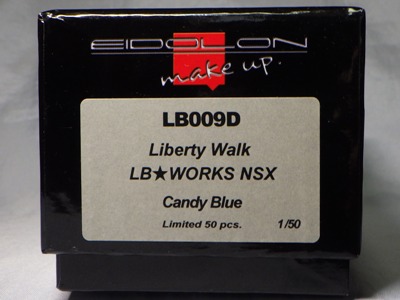 EIDOLON
make up.
LB009D
Liberty Walk
LB★WORKS NSX
Candy Blue
Limited 50 pcs. 1/50